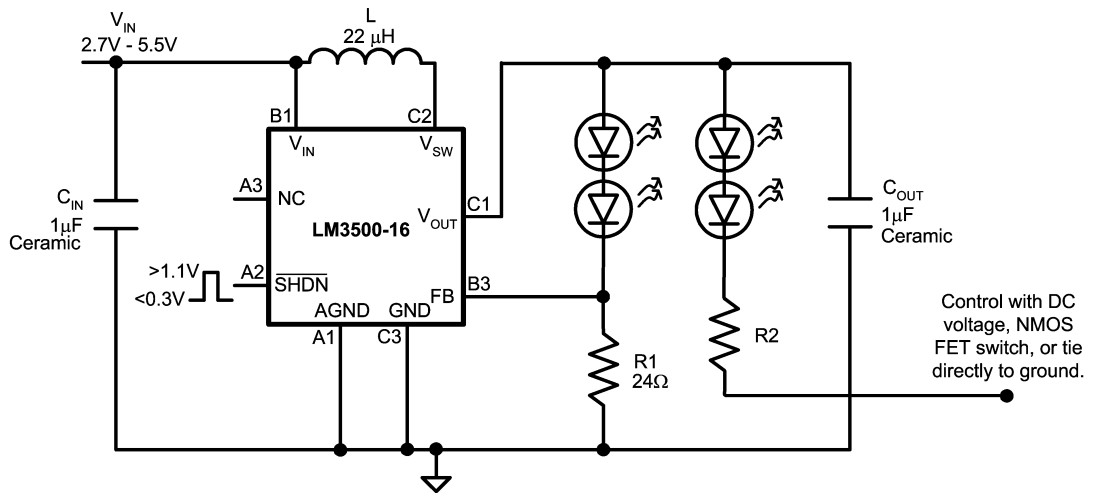 V_IN
2.7V - 5.5V
L
22 μH
B1
C2
V_IN
V_SW
A3
NC
C1
V_OUT
LM3500-16
C_IN
1μF
Ceramic
C_OUT
1μF
Ceramic
>1.1V
<0.3V
A2
SHDN
B3
FB
AGND
GND
A1
C3
R1
24Ω
R2
Control with DC
voltage, NMOS
FET switch, or tie
directly to ground.